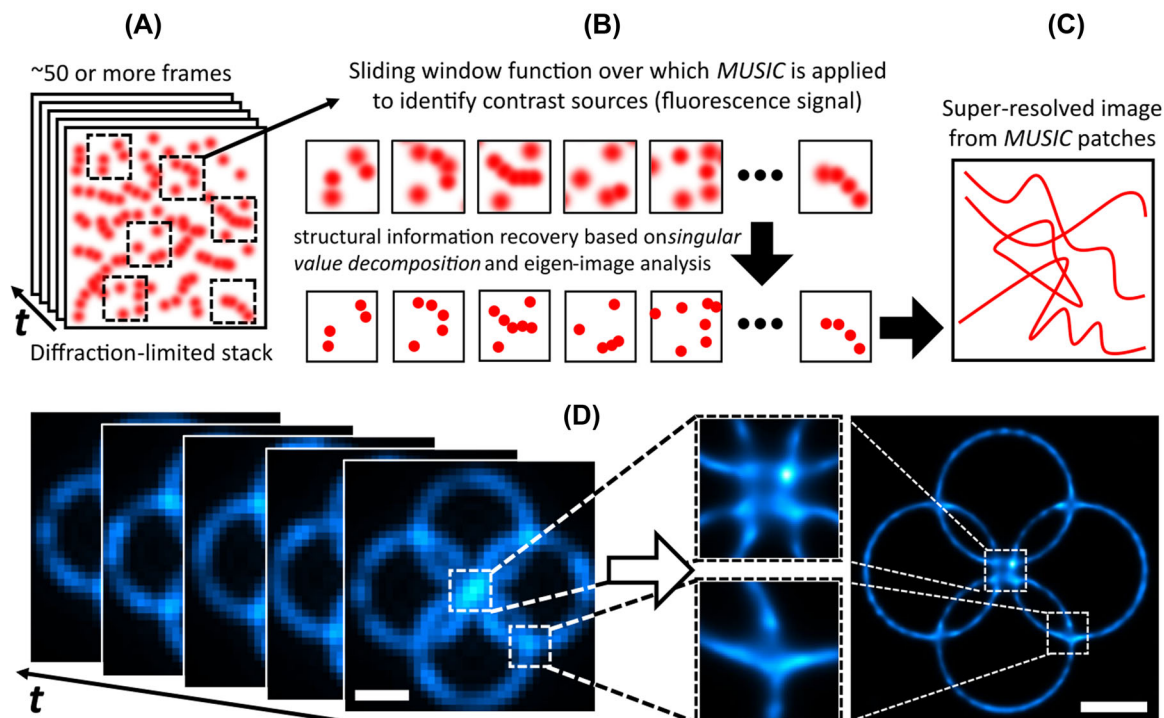 (A)
(B)
(C)
~50 or more frames
Sliding window function over which MUSIC is applied
to identify contrast sources (fluorescence signal)
Super-resolved image
from MUSIC patches
structural information recovery based onsingular
value decomposition and eigen-image analysis
t
Diffraction-limited stack
(D)
t